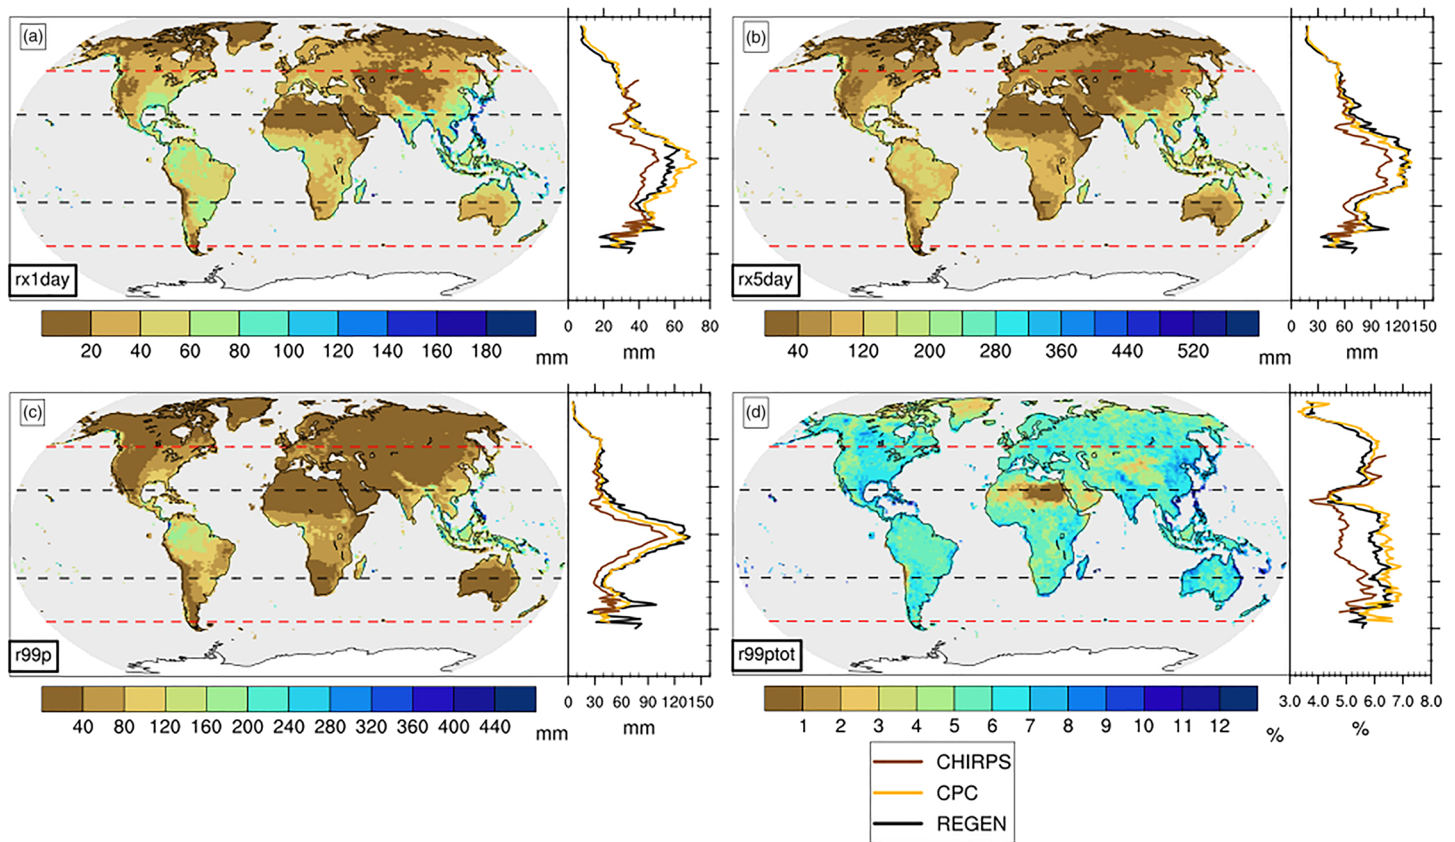 (a)
rx1day
20 40 60 80 100 120 140 160 180 mm
0 20 40 60 80
mm
(b)
rx5day
40 120 200 280 360 440 520 mm
0 30 60 90 120 150
mm
(c)
r99p
40 80 120 160 200 240 280 320 360 400 440 mm
0 30 60 90 120 150
mm
(d)
r99ptot
1 2 3 4 5 6 7 8 9 10 11 12 %
3.0 4.0 5.0 6.0 7.0 8.0
%
CHIRPS
CPC
REGEN